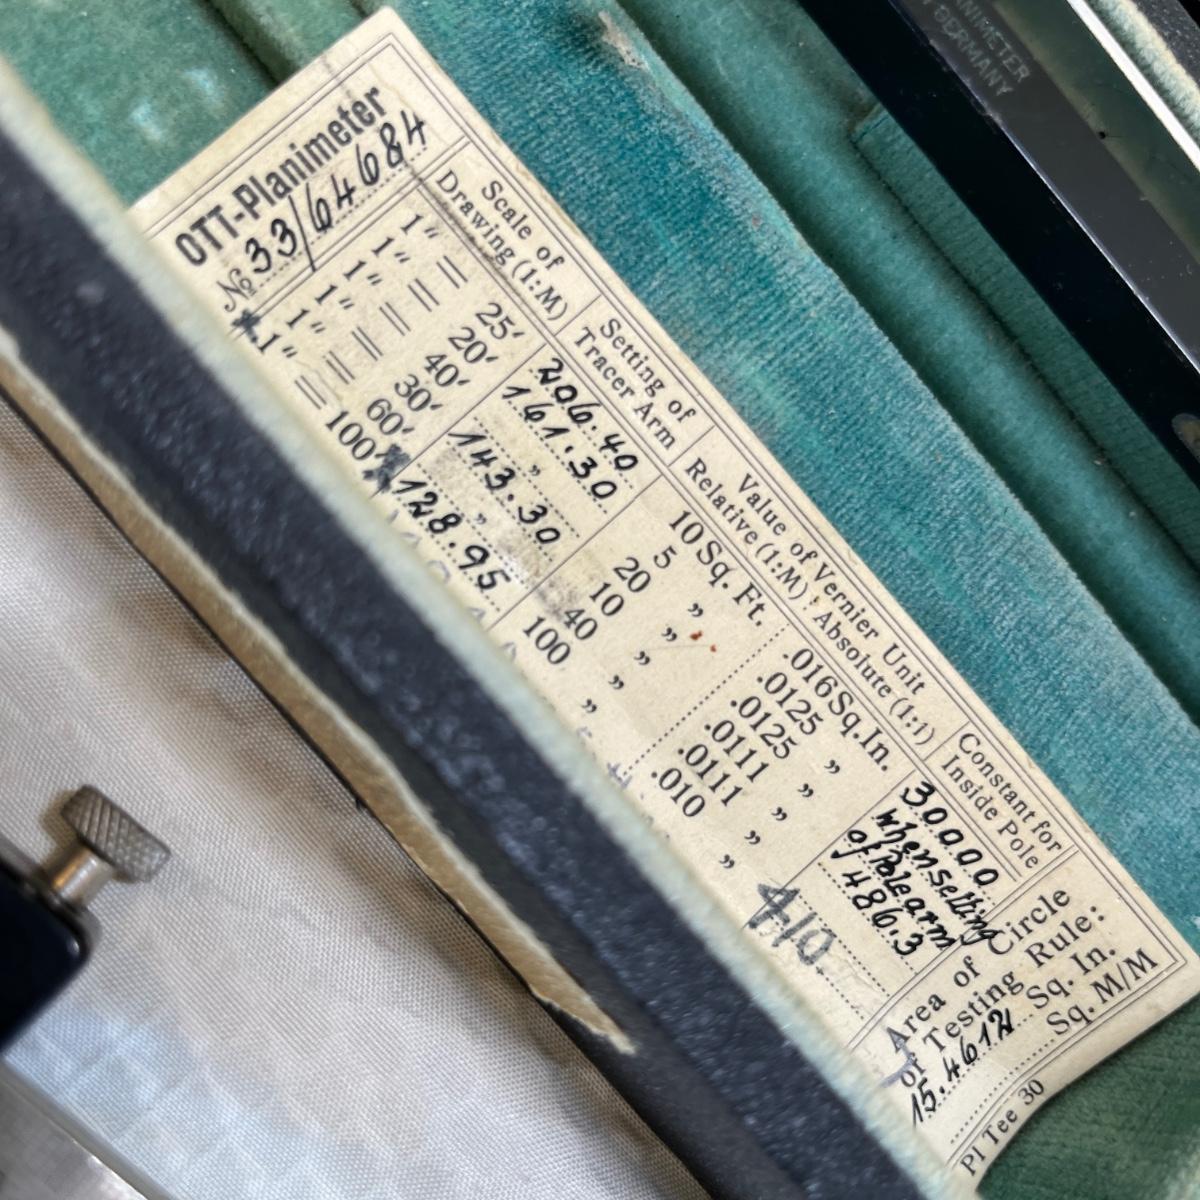 OTT-Planimeter
№ 33/64684
Scale of
Drawing (1:M)
Setting of
Tracer Arm
Value of Vernier Unit
Relative (1:M)
Absolute (1:1)
Constant for
Inside Pole
1" = 25' 206.40 10 Sq. Ft. .016 Sq. In. 30000
1" = 20' 161.30 5 " .0125 " when setting
1" = 40' " 20 " .0125 " of Pole arm
1" = 30' 143.30 10 " .0111 " 486.3
1" = 60' " 40 " .0111 "
1" = 100' 128.95 100 " .010 " 410
Area of Circle
of Testing Rule:
15.4612 Sq. In.
Sq. M/M
Pl Tee 30
ANIMETER
GERMANY